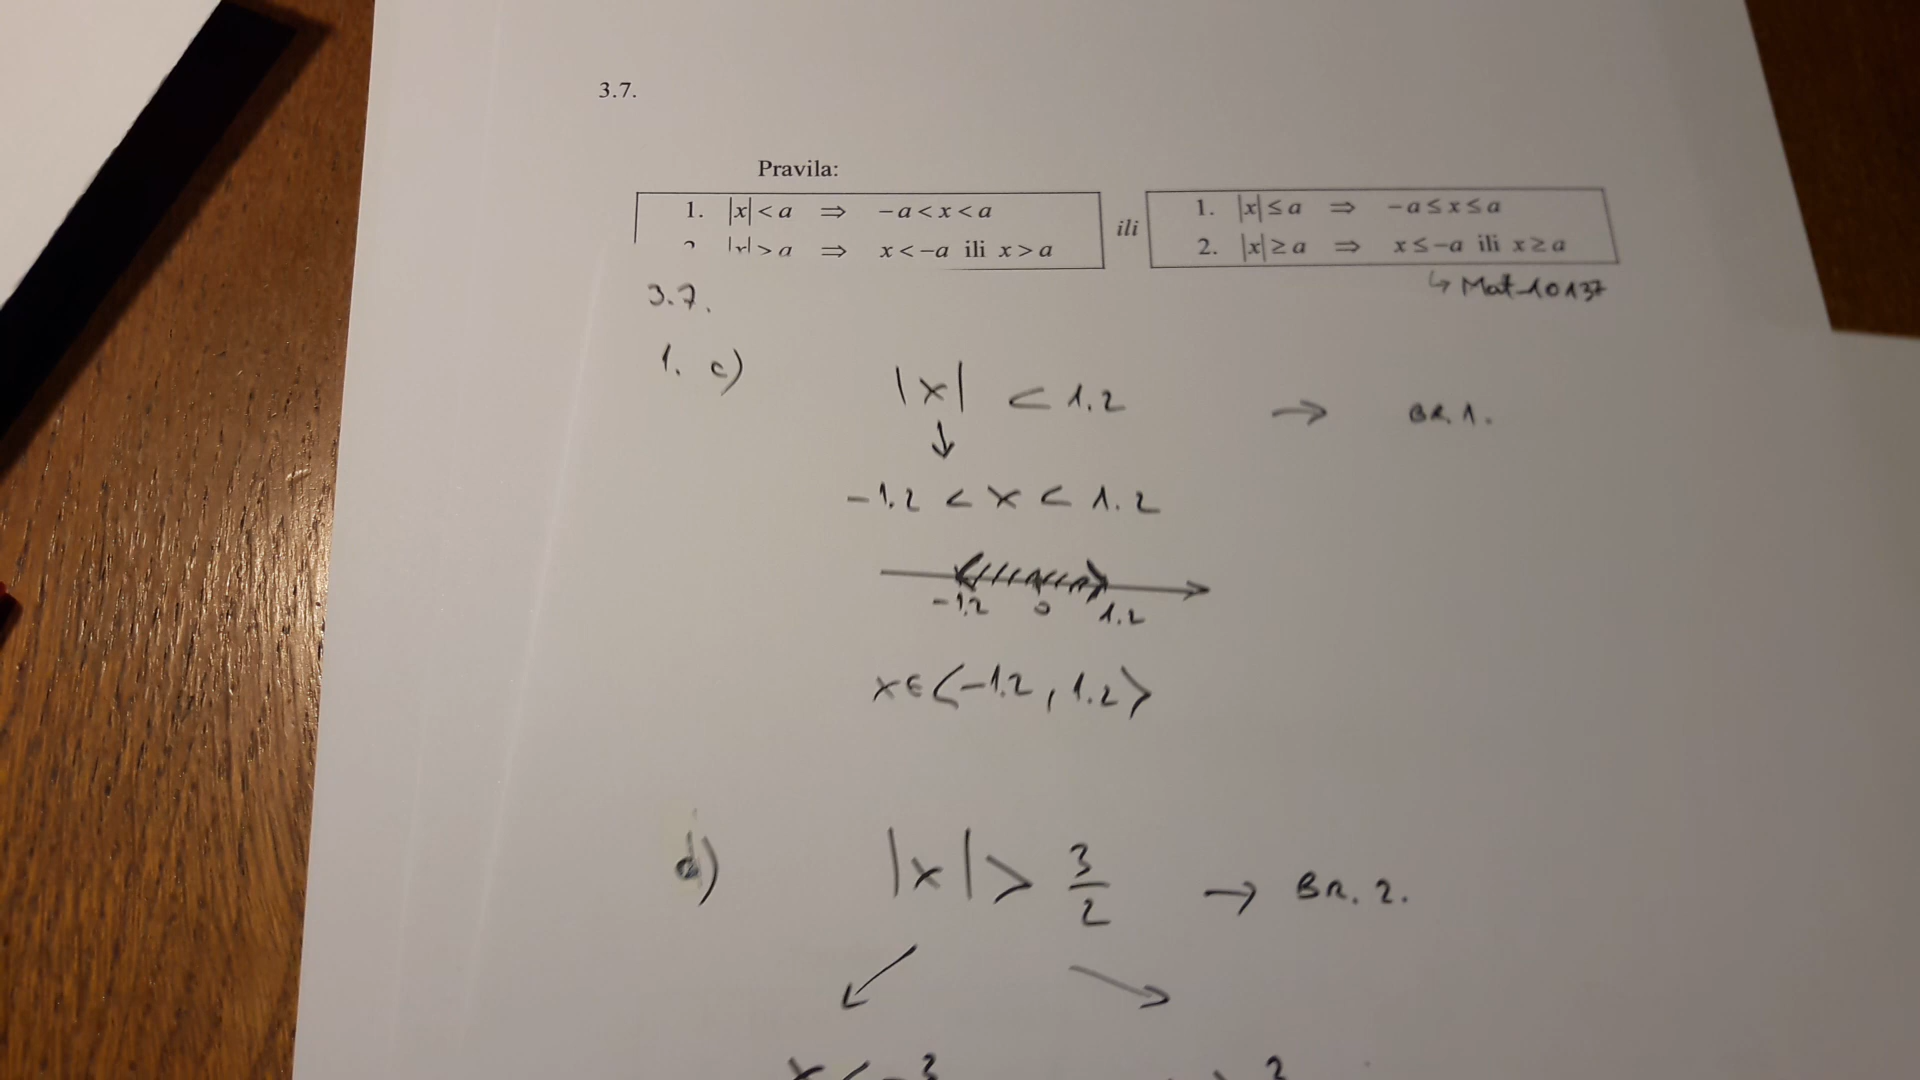 3.7.
Pravila:
1. |x| < a ⇒ -a < x < a
|x| > a ⇒ x < -a ili x > a
ili
1. |x| ≤ a ⇒ -a ≤ x ≤ a
2. |x| ≥ a ⇒ x ≤ -a ili x ≥ a
↳ Mat-10137
3.7.
1. c) |x| < 1.2 → BR. 1.
↓
-1.2 < x < 1.2
-1.2 0 1.2
x ∈ ⟨-1.2, 1.2⟩
d) |x| > 3/2 → BR. 2.
↙ ↘